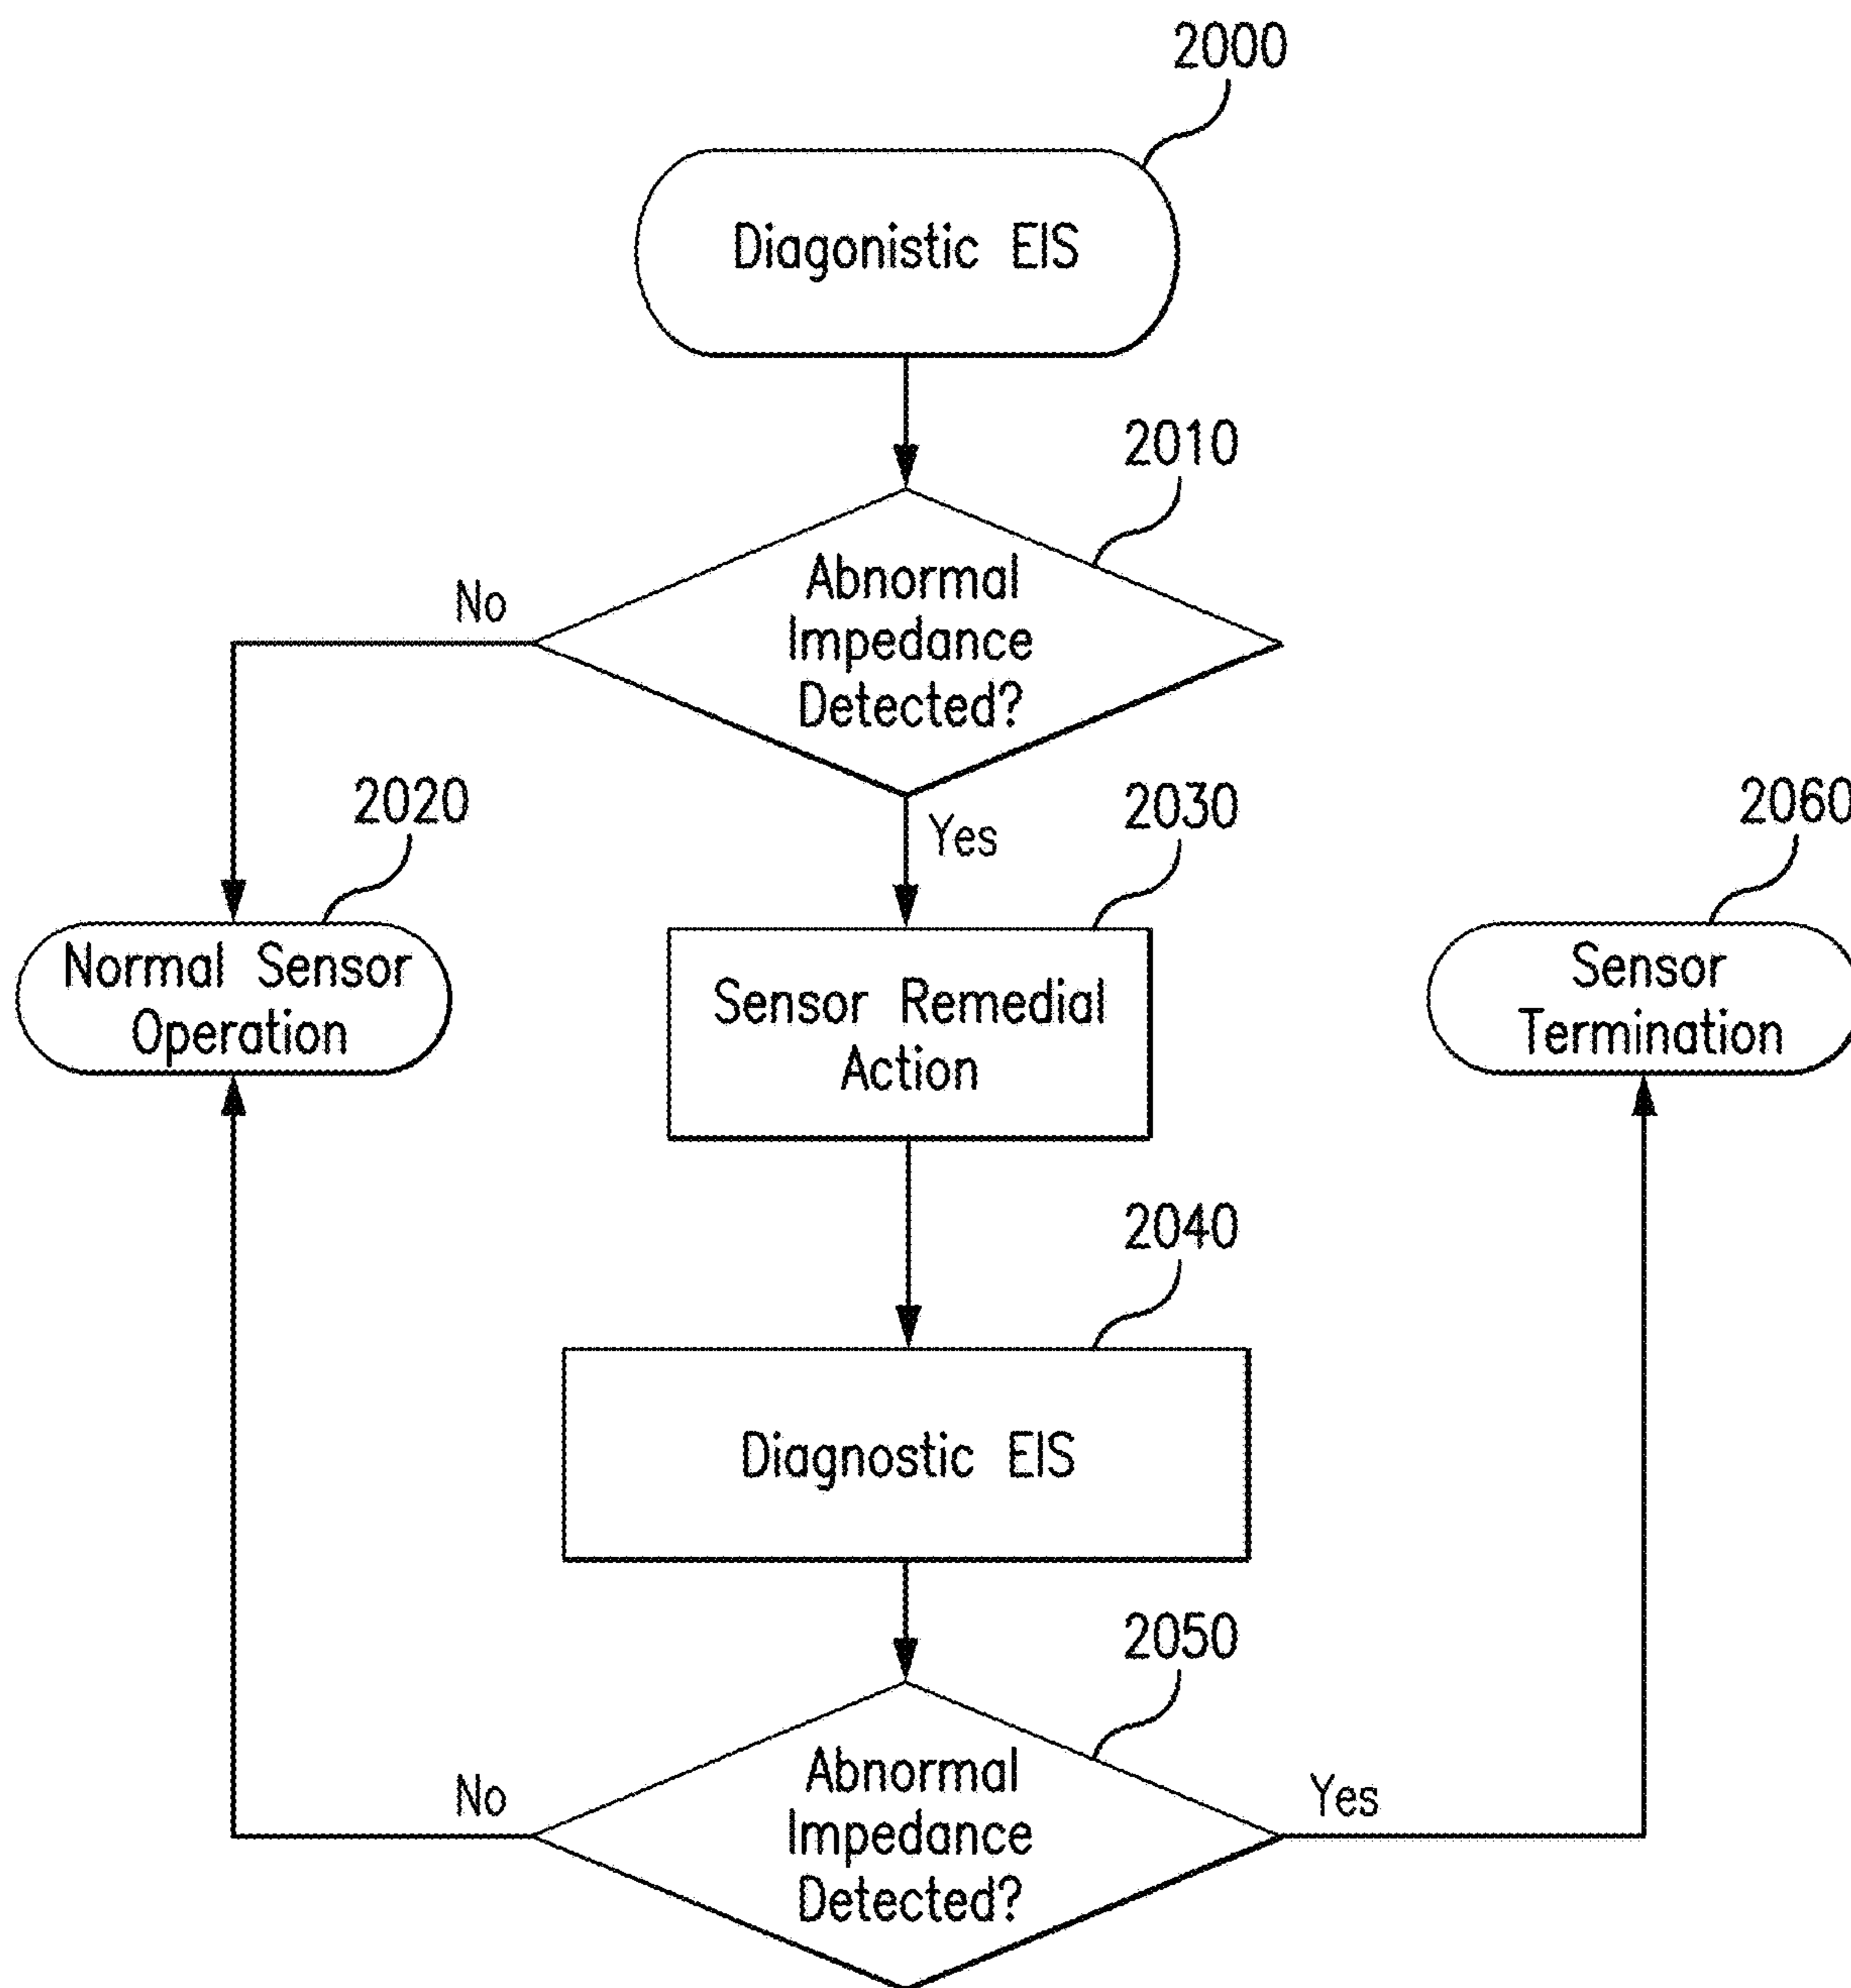 2000
Diagonistic EIS
2010
Abnormal
Impedance
Detected?
No
Yes
2020
Normal Sensor
Operation
2030
Sensor Remedial
Action
2060
Sensor
Termination
2040
Diagnostic EIS
2050
Abnormal
Impedance
Detected?
No
Yes